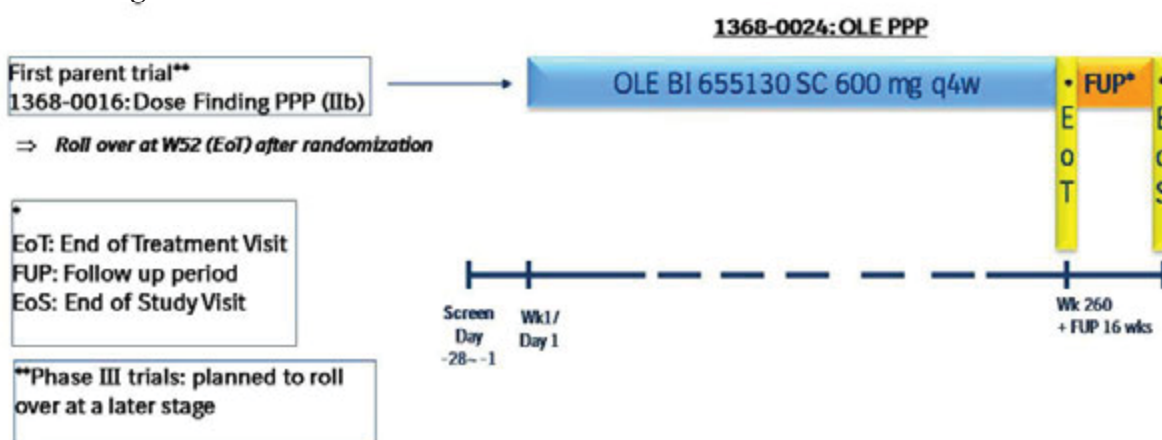 1368-0024: OLE PPP
First parent trial**
1368-0016: Dose Finding PPP (IIb)
⇒ Roll over at W52 (EoT) after randomization
OLE BI 655130 SC 600 mg q4w
* EoT
FUP*
* EoS
*
EoT: End of Treatment Visit
FUP: Follow up period
EoS: End of Study Visit
Screen
Day
-28~-1
Wk1/
Day 1
Wk 260
+ FUP 16 wks
**Phase III trials: planned to roll
over at a later stage